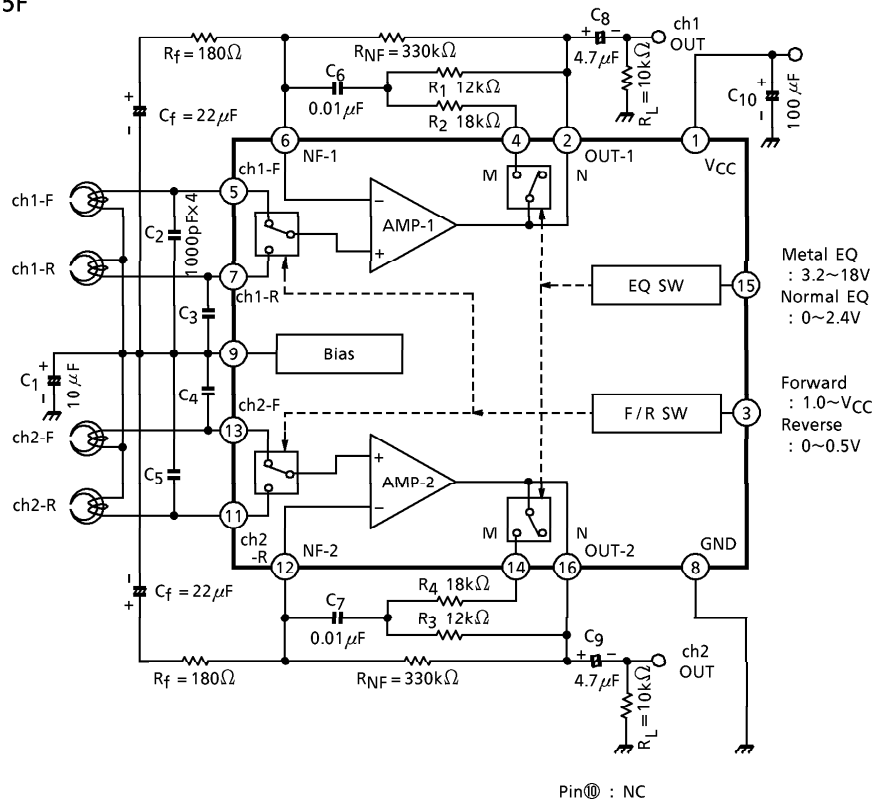 5F
Rf = 180Ω
RNF = 330kΩ
C8
+ −
4.7μF
ch1
OUT
RL = 10kΩ
C6
0.01μF
R1 12kΩ
R2 18kΩ
+
Cf = 22μF
-
+
C10
-
100μF
6
NF-1
4
2
OUT-1
1
VCC
M
N
ch1-F
5
ch1-F
C2
1000pF×4
−
AMP-1
+
ch1-R
7
ch1-R
C3
EQ SW
15
Metal EQ
: 3.2~18V
Normal EQ
: 0~2.4V
+
C1
-
10μF
9
Bias
C4
ch2-F
13
ch2-F
F/R SW
3
Forward
: 1.0~VCC
Reverse
: 0~0.5V
+
AMP-2
−
C5
ch2-R
11
ch2
-R
M
N
12
NF-2
14
16
OUT-2
8
GND
-
Cf = 22μF
+
C7
0.01μF
R4 18kΩ
R3 12kΩ
Rf = 180Ω
RNF = 330kΩ
C9
+ −
4.7μF
ch2
OUT
RL = 10kΩ
Pin⑩ : NC